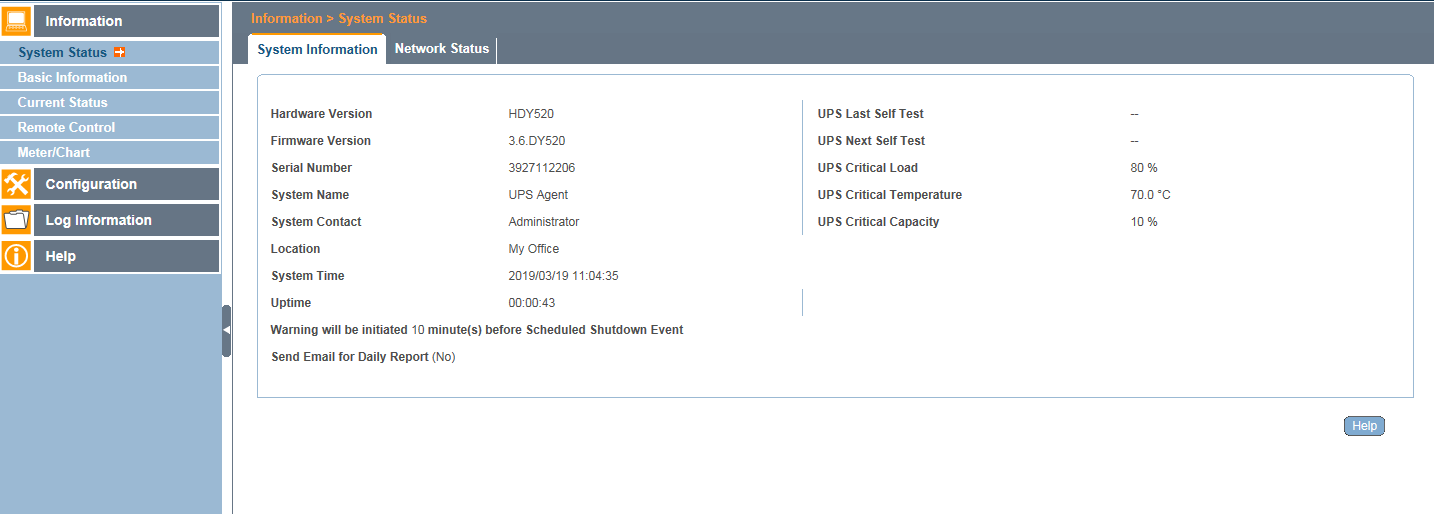 Information
System Status
Basic Information
Current Status
Remote Control
Meter/Chart
Configuration
Log Information
Help
Information > System Status
System Information
Network Status
Hardware Version HDY520
Firmware Version 3.6.DY520
Serial Number 3927112206
System Name UPS Agent
System Contact Administrator
Location My Office
System Time 2019/03/19 11:04:35
Uptime 00:00:43
Warning will be initiated 10 minute(s) before Scheduled Shutdown Event
Send Email for Daily Report (No)
UPS Last Self Test --
UPS Next Self Test --
UPS Critical Load 80 %
UPS Critical Temperature 70.0 °C
UPS Critical Capacity 10 %
Help